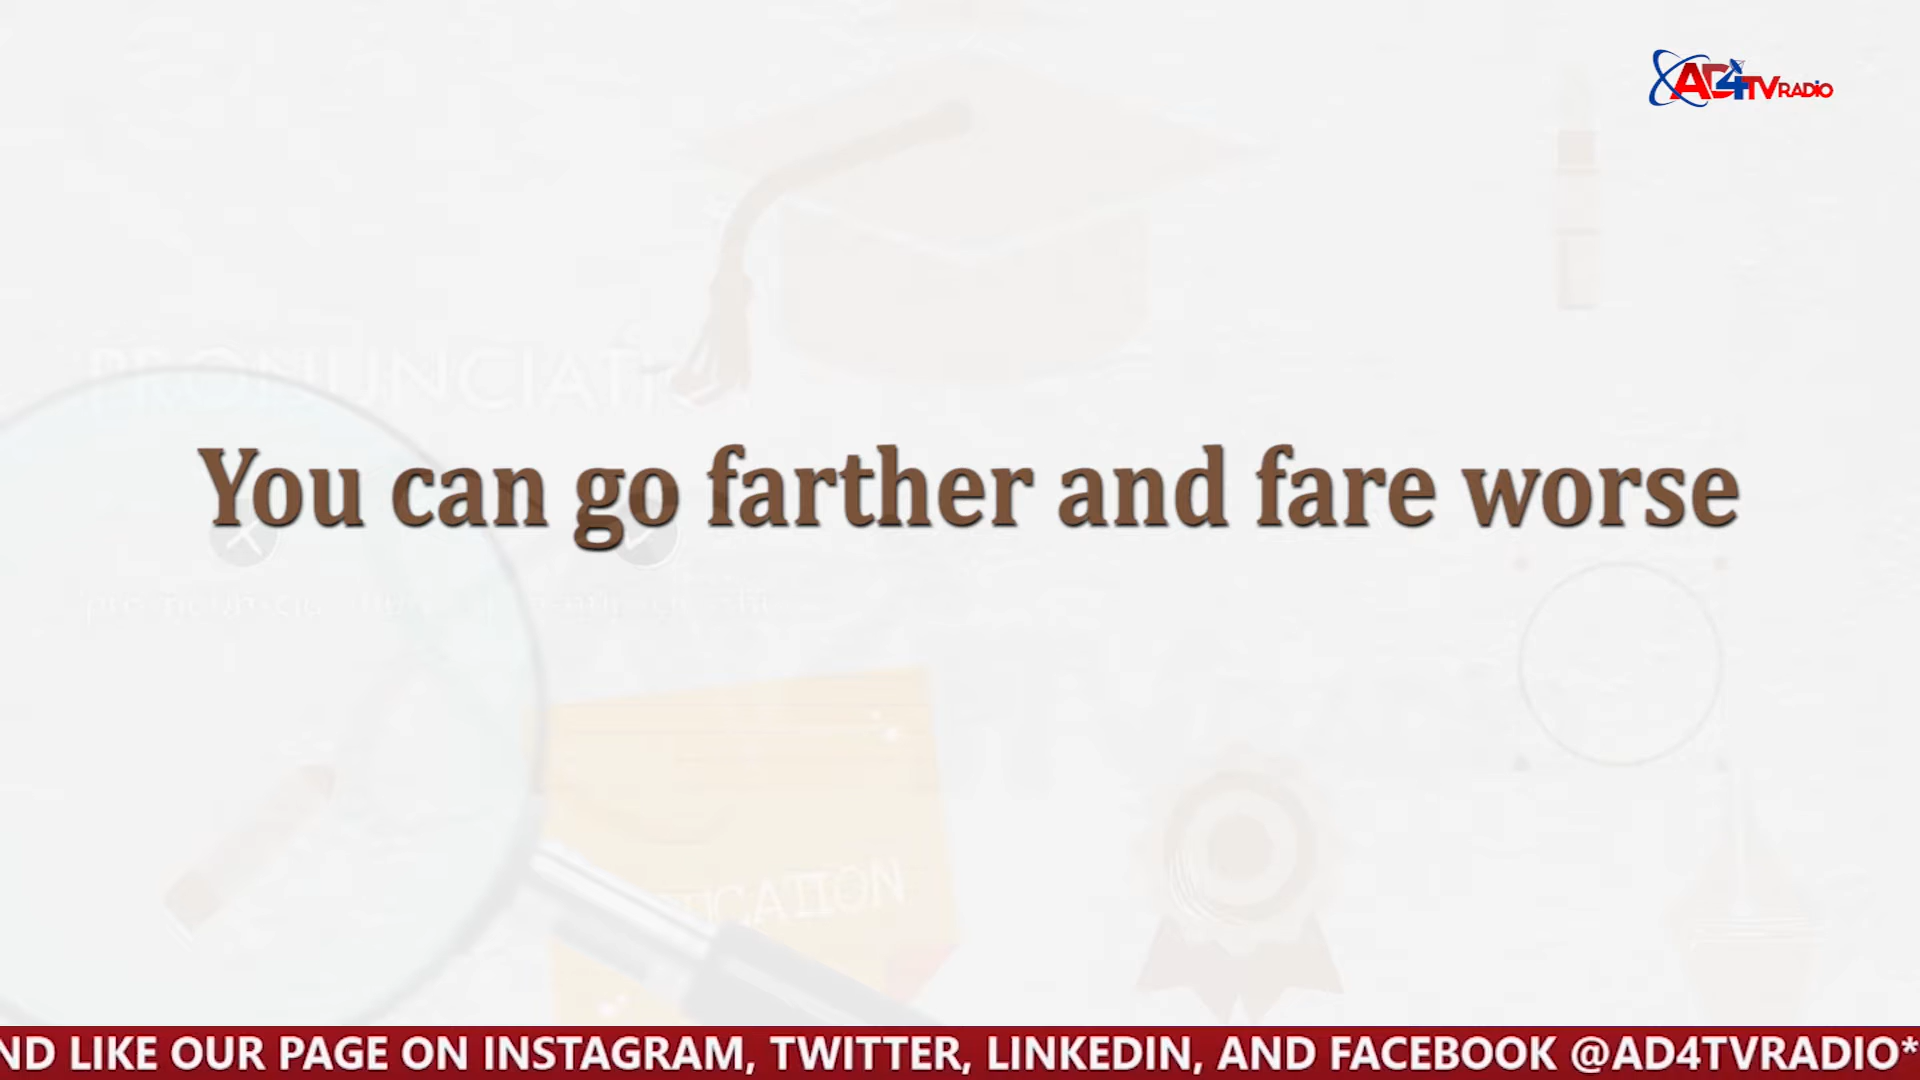 AD4TV RADIO
PRONUNCIATIO
You can go farther and fare worse
ND LIKE OUR PAGE ON INSTAGRAM, TWITTER, LINKEDIN, AND FACEBOOK @AD4TVRADIO*